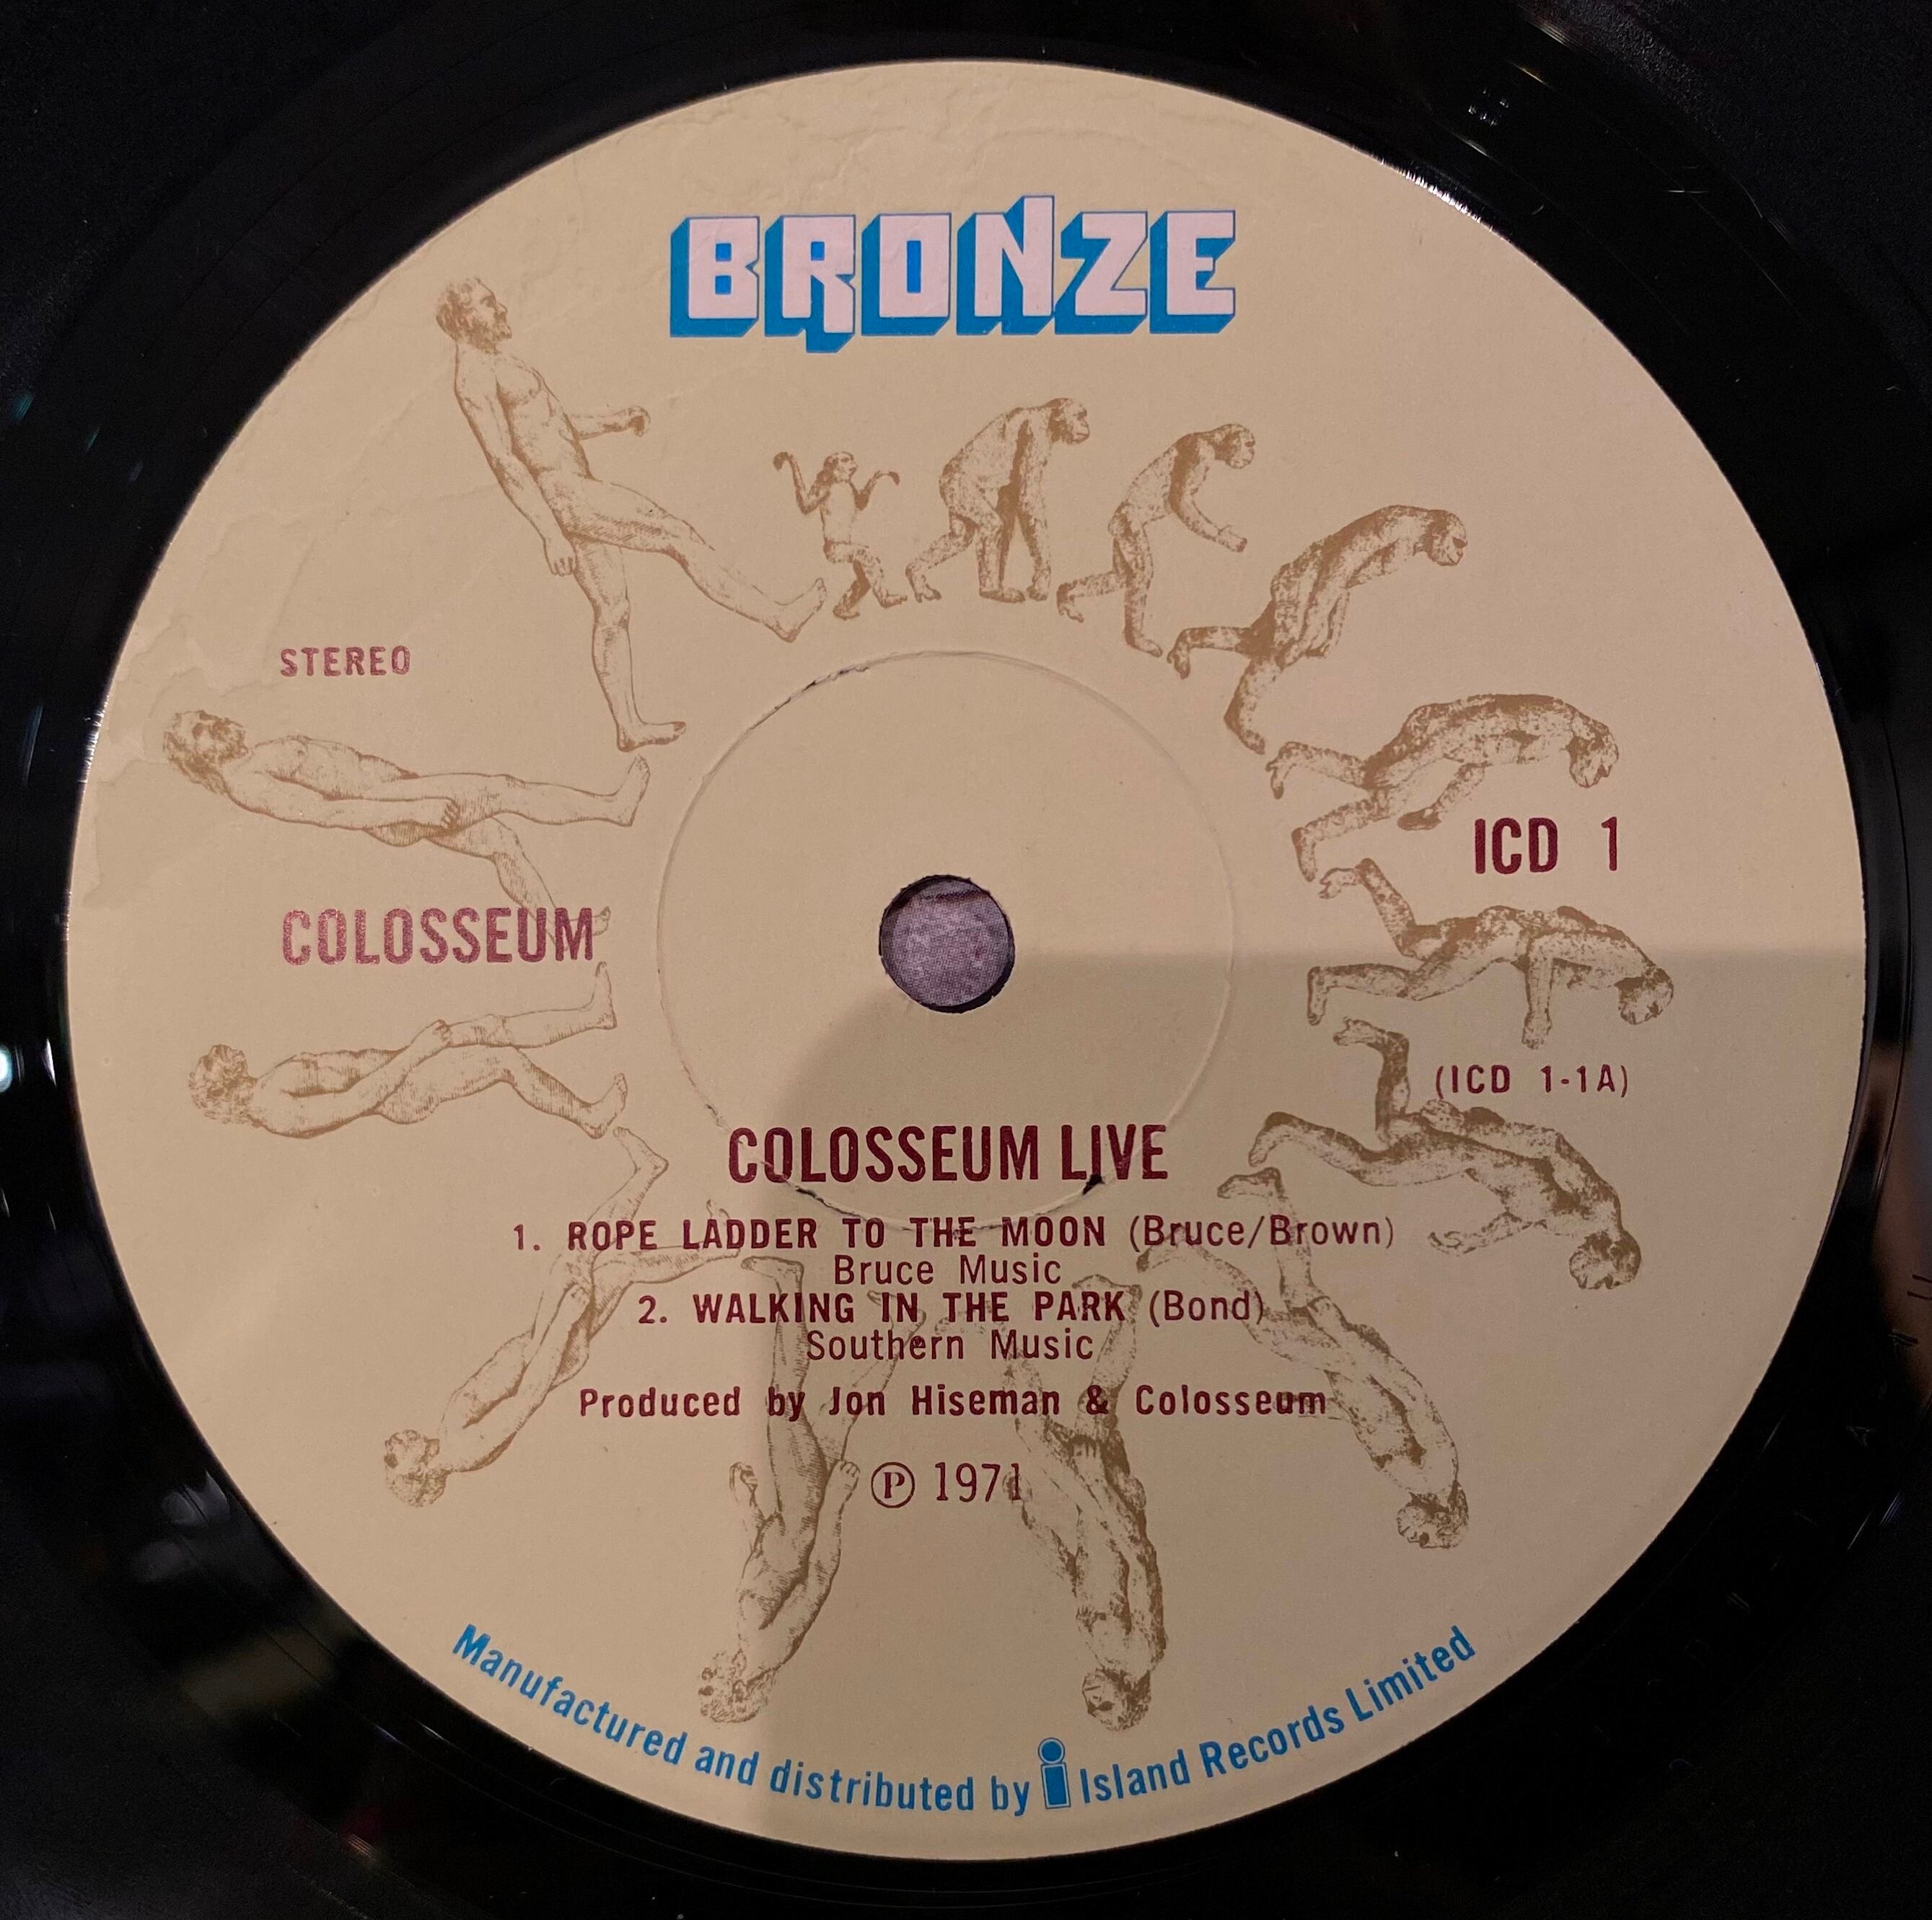 BRONZE
STEREO
ICD 1
COLOSSEUM
(ICD 1-1A)
COLOSSEUM LIVE
1. ROPE LADDER TO THE MOON (Bruce/Brown)
Bruce Music
2. WALKING IN THE PARK (Bond)
Southern Music
Produced by Jon Hiseman & Colosseum
Ⓟ 1971
Manufactured and distributed by i Island Records Limited